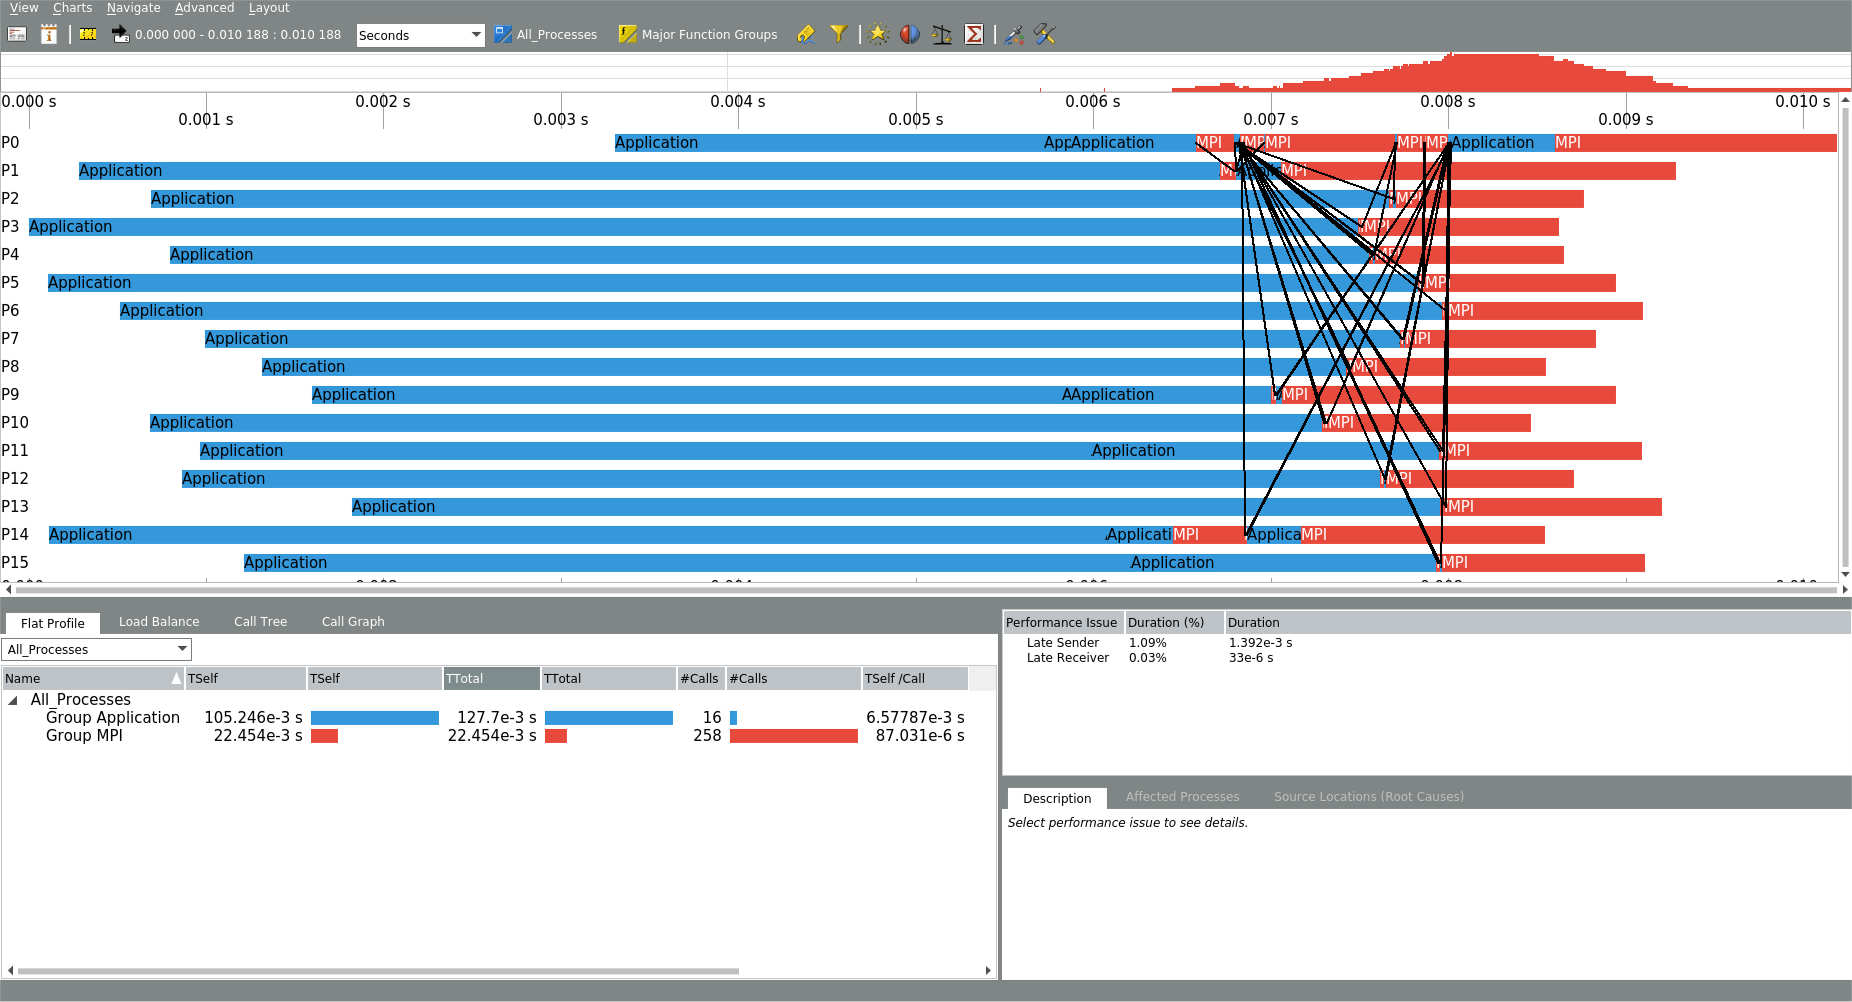 View Charts Navigate Advanced Layout
0.000 000 - 0.010 188 : 0.010 188 Seconds All_Processes Major Function Groups
0.000 s 0.002 s 0.004 s 0.006 s 0.008 s 0.010 s
0.001 s 0.003 s 0.005 s 0.007 s 0.009 s
P0 Application Application MPI MPI MPI Application MPI
P1 Application MPI
P2 Application MPI
P3 Application MPI
P4 Application
P5 Application MPI
P6 Application MPI
P7 Application MPI
P8 Application MPI
P9 Application Application MPI
P10 Application MPI
P11 Application Application MPI
P12 Application MPI
P13 Application MPI
P14 Application Applicati MPI Applica MPI
P15 Application Application MPI
Flat Profile Load Balance Call Tree Call Graph
All_Processes
Name TSelf TSelf TTotal TTotal #Calls #Calls TSelf /Call
All_Processes
Group Application 105.246e-3 s 127.7e-3 s 16 6.57787e-3 s
Group MPI 22.454e-3 s 22.454e-3 s 258 87.031e-6 s
Performance Issue Duration (%) Duration
Late Sender 1.09% 1.392e-3 s
Late Receiver 0.03% 33e-6 s
Description Affected Processes Source Locations (Root Causes)
Select performance issue to see details.